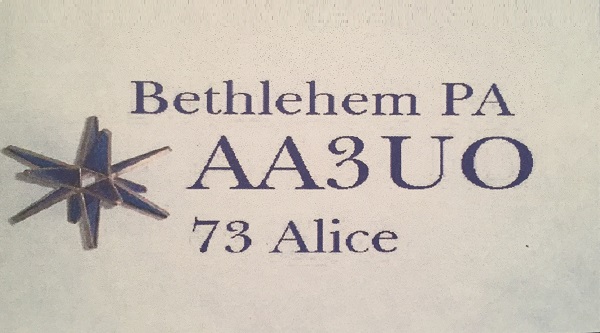 Bethlehem PA
AA3UO
73 Alice